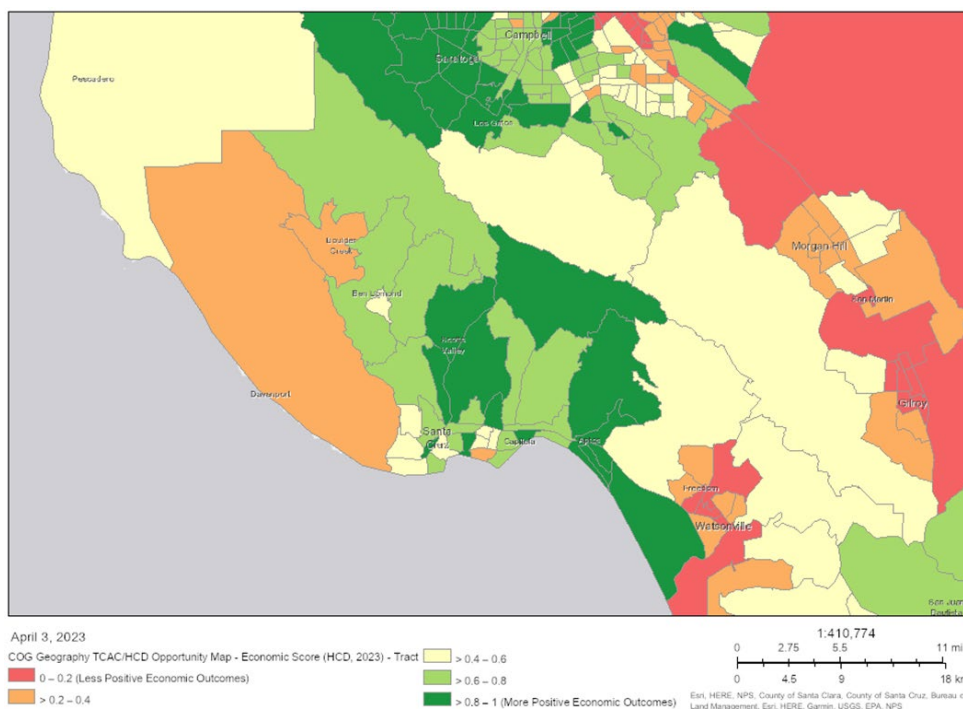 Campbell
Saratoga
Pescadero
Los Gatos
Boulder
Creek
Morgan Hill
Ben Lomond
San Martin
Scotts
Valley
Davenport
Gilroy
Santa
Cruz
Capitola
Aptos
Freedom
Watsonville
San Juan
Bautista
April 3, 2023
COG Geography TCAC/HCD Opportunity Map - Economic Score (HCD, 2023) - Tract
0 – 0.2 (Less Positive Economic Outcomes)
> 0.2 – 0.4
> 0.4 – 0.6
> 0.6 – 0.8
> 0.8 – 1 (More Positive Economic Outcomes)
1:410,774
0 2.75 5.5 11 mi
0 4.5 9 18 km
Esri, HERE, NPS, County of Santa Clara, County of Santa Cruz, Bureau o
Land Management, Esri, HERE, Garmin, USGS, EPA, NPS